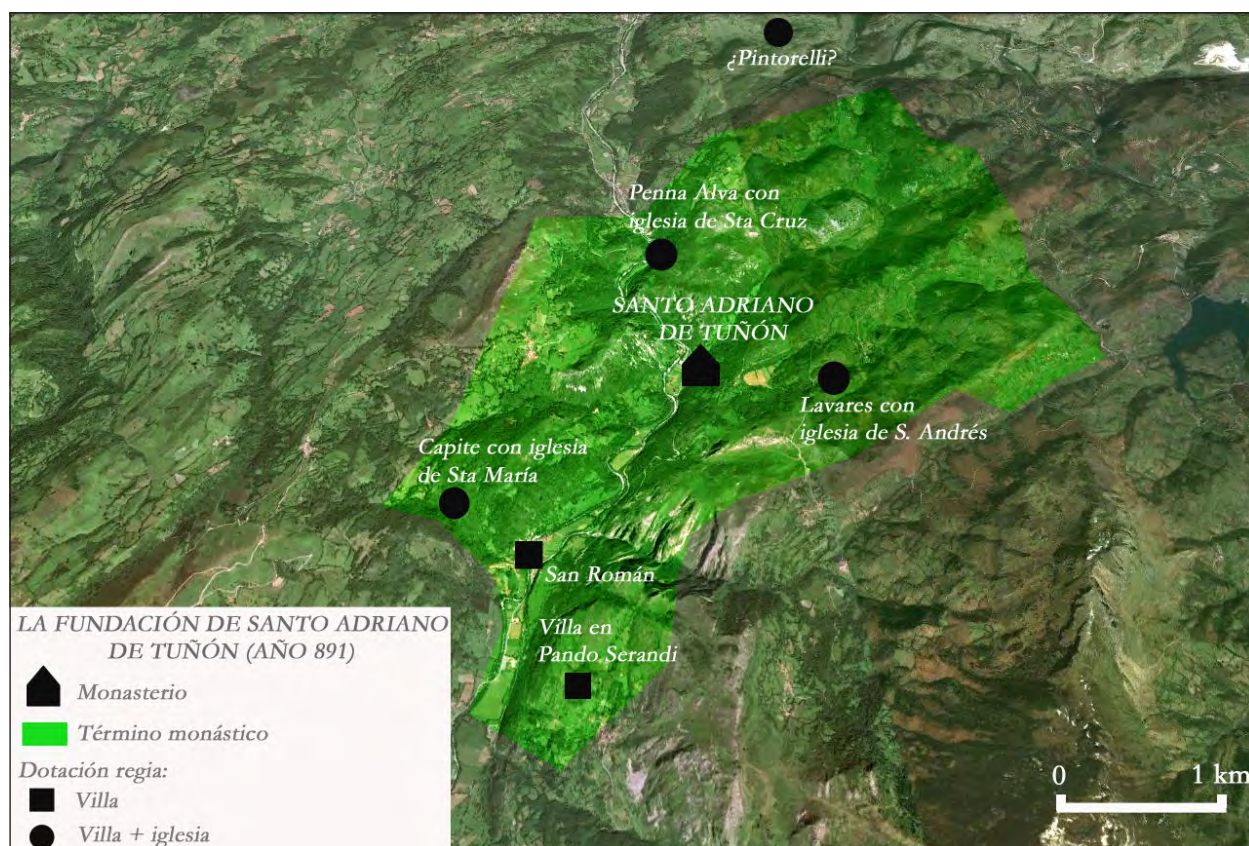 ¿Pintorelli?
Penna Alva con
iglesia de Sta Cruz
SANTO ADRIANO
DE TUÑÓN
Lavares con
iglesia de S. Andrés
Capite con iglesia
de Sta María
San Román
Villa en
Pando Serandi
LA FUNDACIÓN DE SANTO ADRIANO
DE TUÑÓN (AÑO 891)
Monasterio
Término monástico
Dotación regia:
Villa
Villa + iglesia
0 1 km